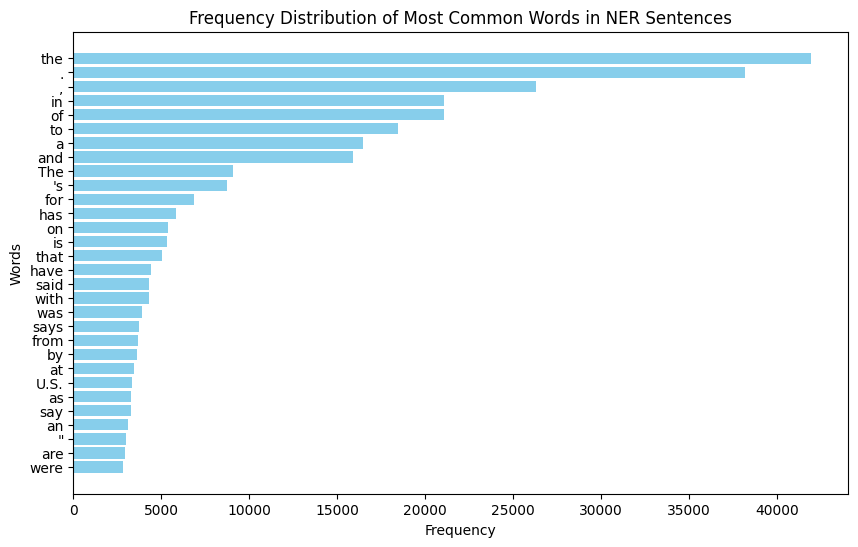 Frequency Distribution of Most Common Words in NER Sentences
the
.
,
in
of
to
a
and
The
's
for
has
on
is
that
have
said
with
was
says
from
by
at
U.S.
as
say
an
"
are
were
Words
0 5000 10000 15000 20000 25000 30000 35000 40000
Frequency